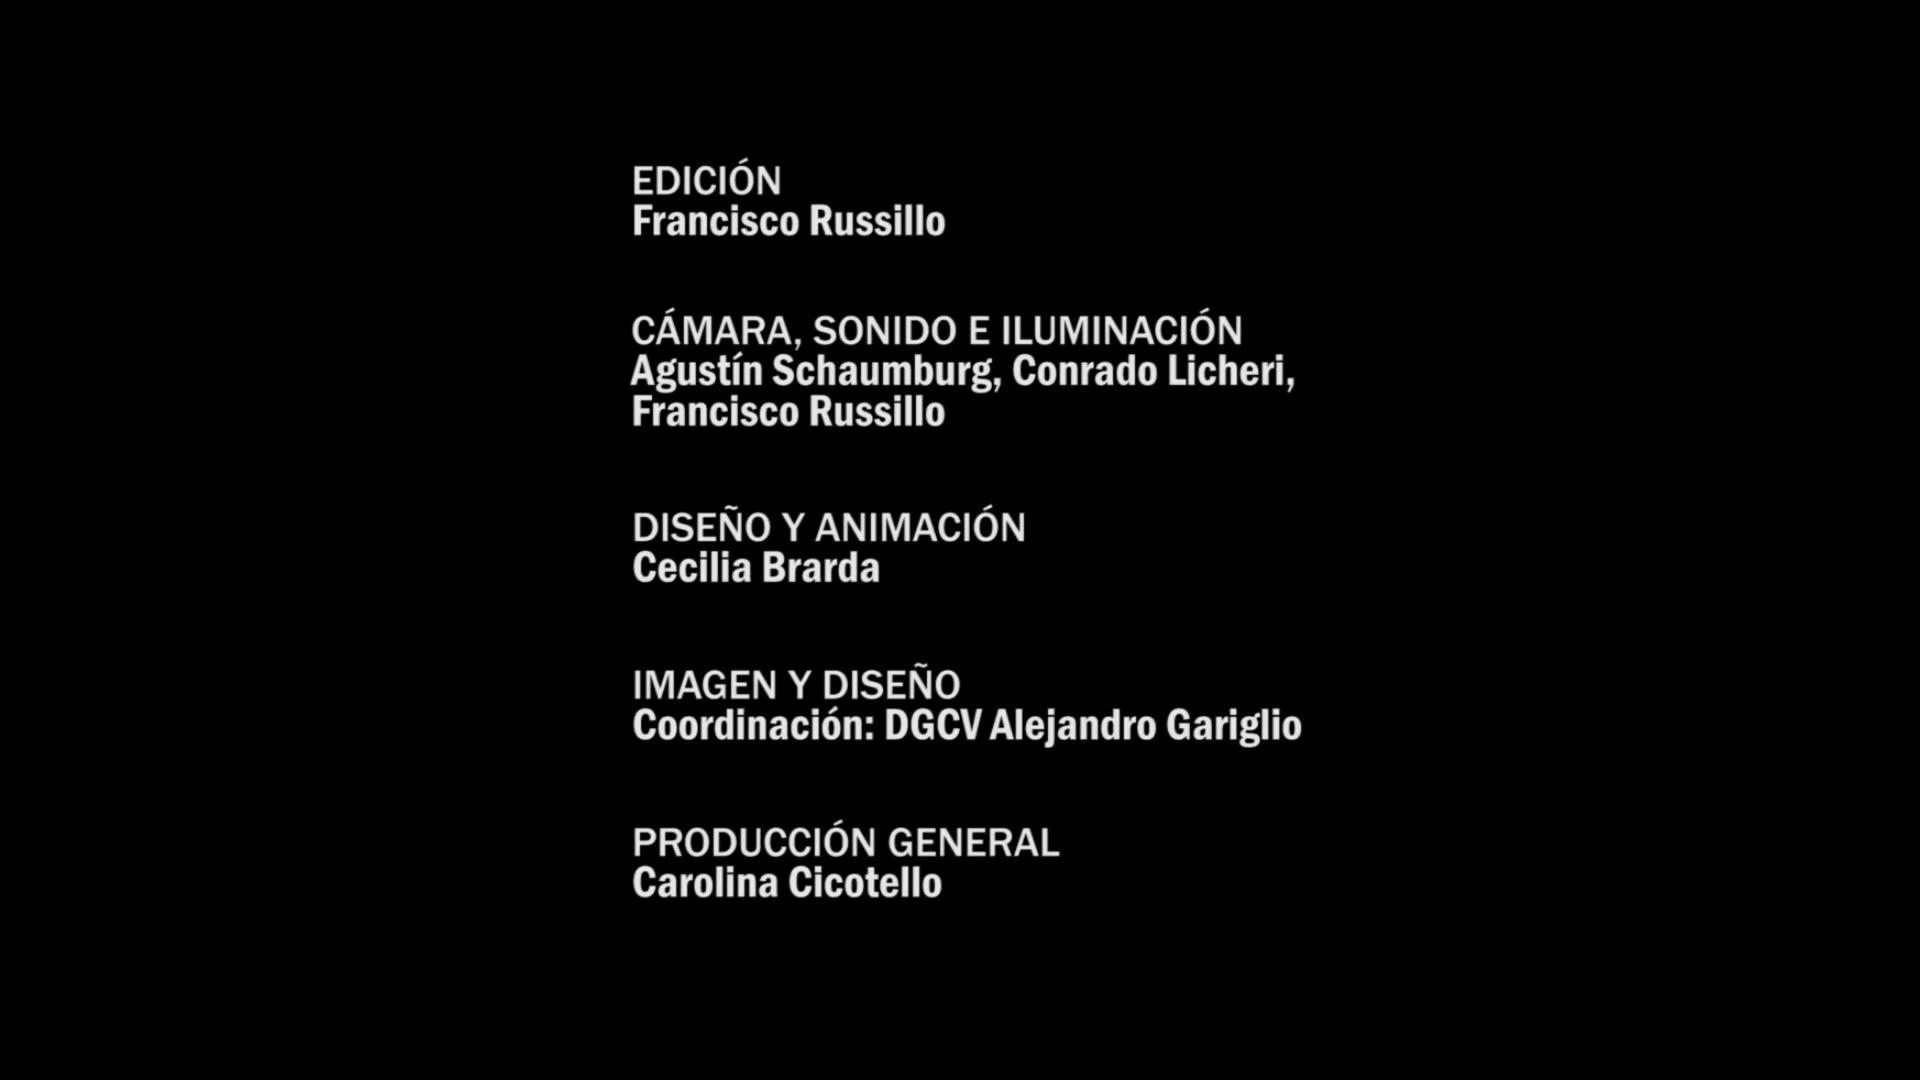 EDICIÓN
Francisco Russillo
CÁMARA, SONIDO E ILUMINACIÓN
Agustín Schaumburg, Conrado Licheri,
Francisco Russillo
DISEÑO Y ANIMACIÓN
Cecilia Brarda
IMAGEN Y DISEÑO
Coordinación: DGCV Alejandro Gariglio
PRODUCCIÓN GENERAL
Carolina Cicotello